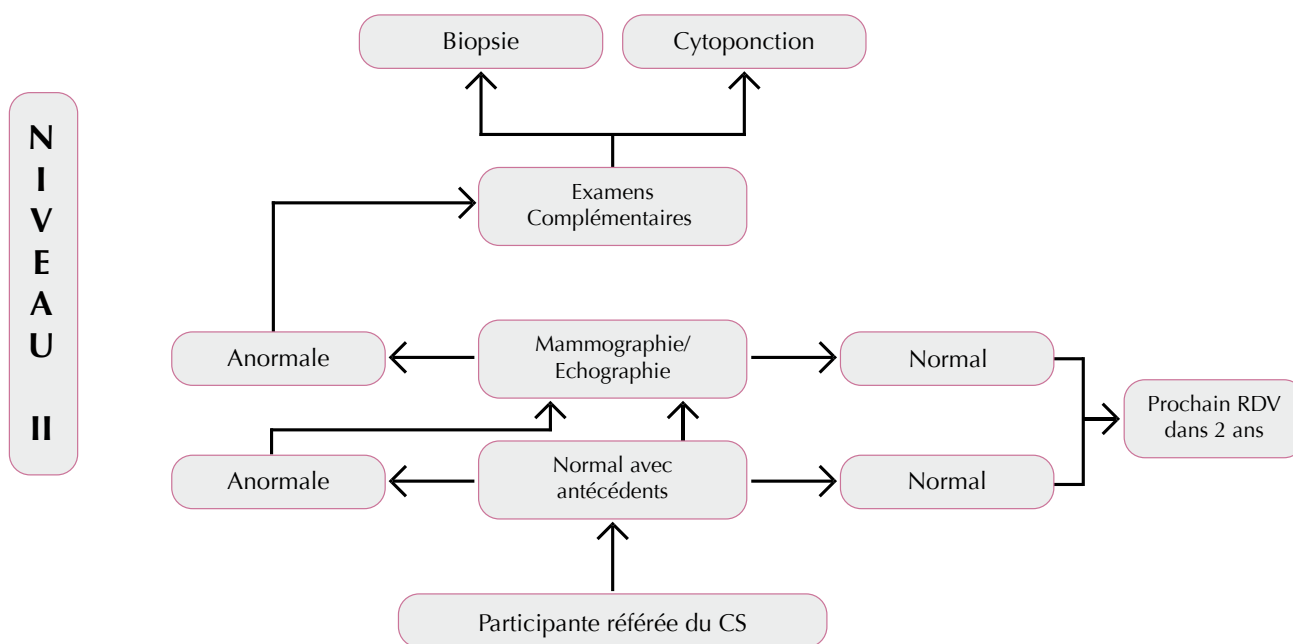 Biopsie
Cytoponction
NIVEAU II
Examens
Complémentaires
Anormale
Mammographie/
Echographie
Normal
Prochain RDV
dans 2 ans
Anormale
Normal avec
antécédents
Normal
Participante référée du CS